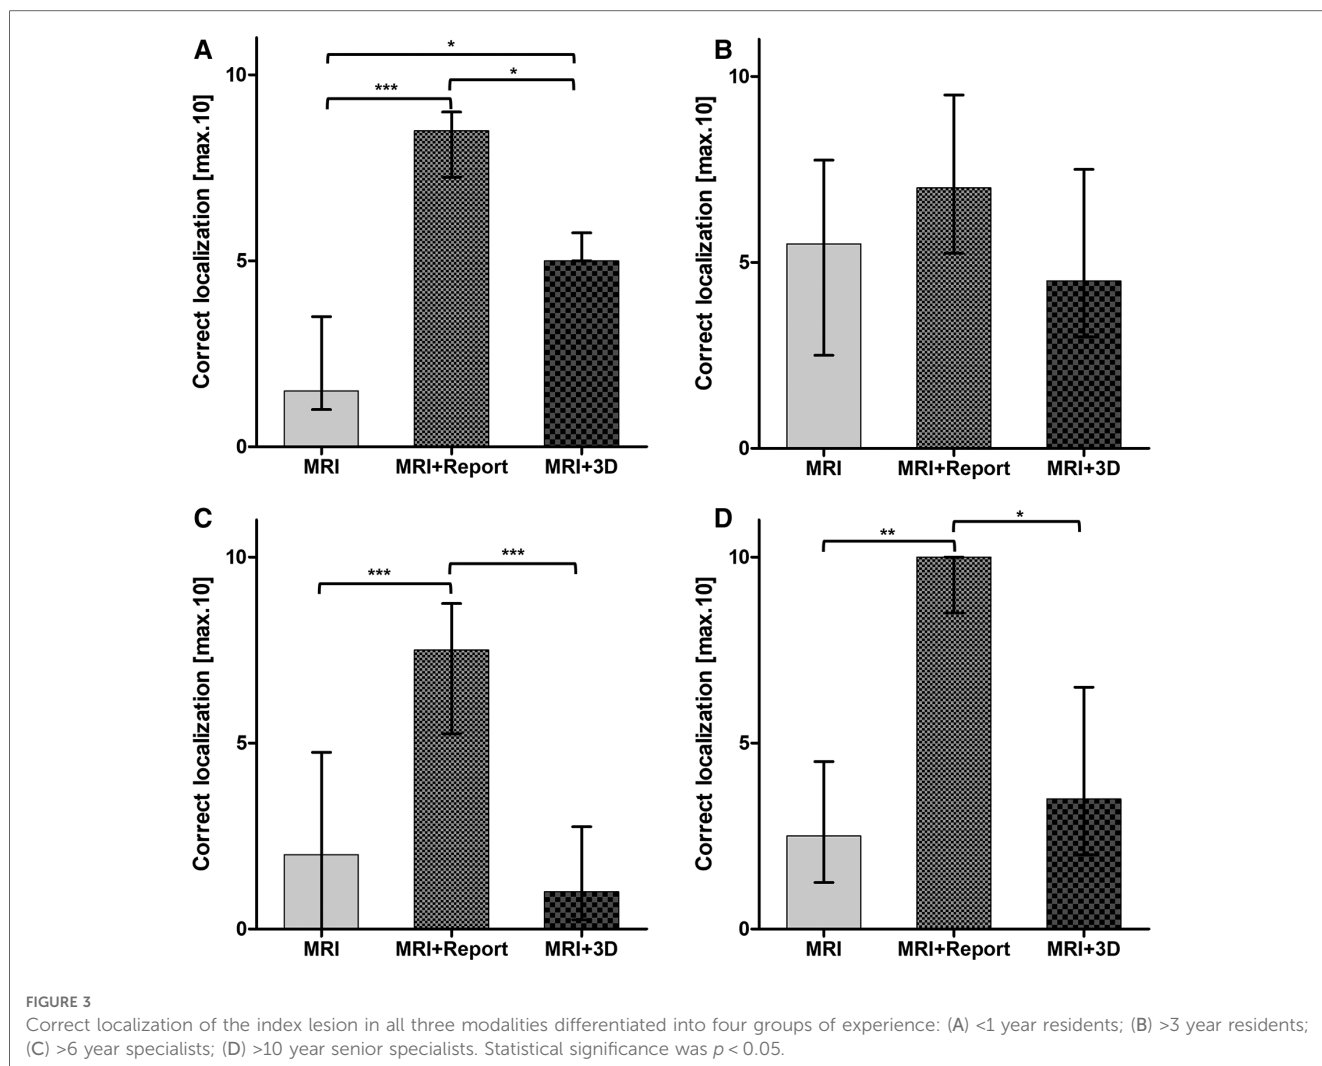 A
Correct localization [max.10]
10
5
0
*
*
***
MRI
MRI+Report
MRI+3D
B
Correct localization [max.10]
10
5
0
MRI
MRI+Report
MRI+3D
C
Correct localization [max.10]
10
5
0
***
***
MRI
MRI+Report
MRI+3D
D
Correct localization [max.10]
10
5
0
**
*
MRI
MRI+Report
MRI+3D
FIGURE 3
Correct localization of the index lesion in all three modalities differentiated into four groups of experience: (A) <1 year residents; (B) >3 year residents;
(C) >6 year specialists; (D) >10 year senior specialists. Statistical significance was p < 0.05.